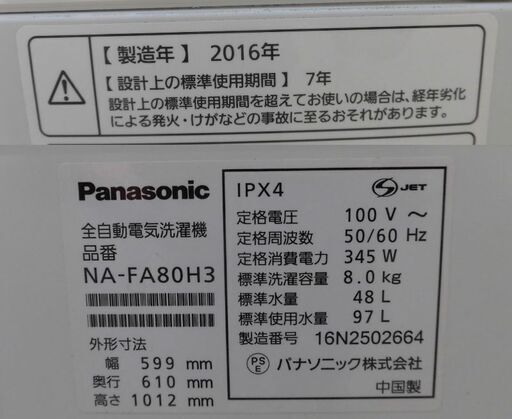 【製造年】 2016年
【設計上の標準使用期間】 7年
設計上の標準使用期間を超えてお使いの場合は、経年劣化
による発火・けがなどの事故に至るおそれがあります。
Panasonic
全自動電気洗濯機
品番
NA-FA80H3
外形寸法
幅 599 mm
奥行 610 mm
高さ 1012 mm
IPX4 S JET
定格電圧 100 V ～
定格周波数 50/60 Hz
定格消費電力 345 W
標準洗濯容量 8.0 kg
標準水量 48 L
標準使用水量 97 L
製造番号 16N2502664
PSE パナソニック株式会社
中国製